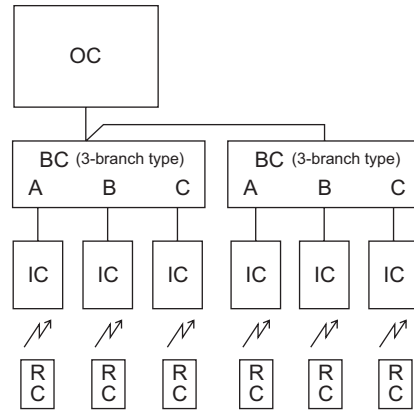 OC
BC (3-branch type) BC (3-branch type)
A B C A B C
IC IC IC IC IC IC
R R R R R R
C C C C C C